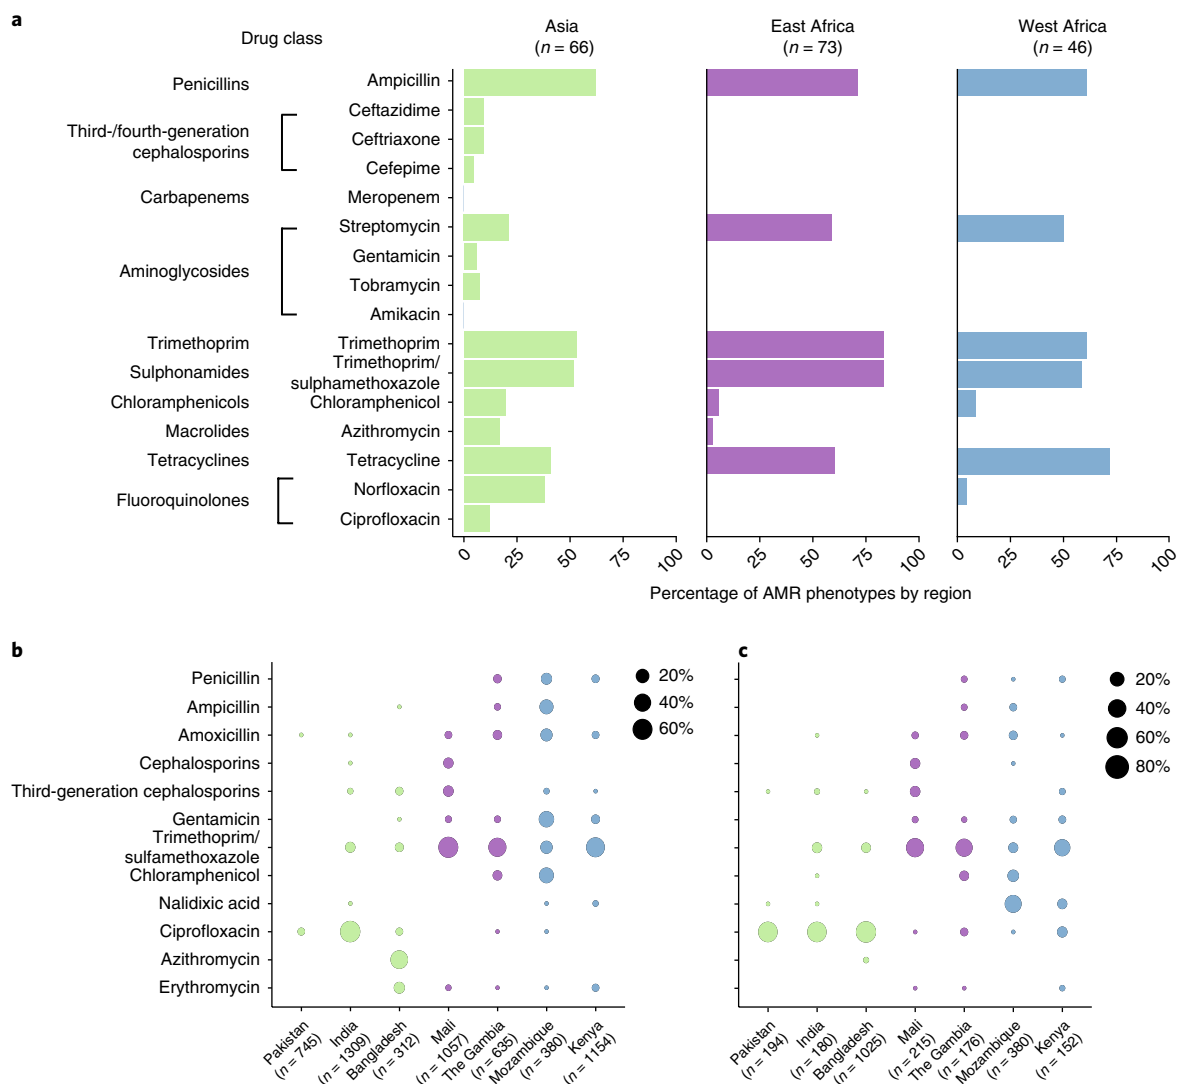 a
Drug class
Asia
(n = 66)
East Africa
(n = 73)
West Africa
(n = 46)
Penicillins
Third-/fourth-generation
cephalosporins
Carbapenems
Aminoglycosides
Trimethoprim
Sulphonamides
Chloramphenicols
Macrolides
Tetracyclines
Fluoroquinolones
Ampicillin
Ceftazidime
Ceftriaxone
Cefepime
Meropenem
Streptomycin
Gentamicin
Tobramycin
Amikacin
Trimethoprim
Trimethoprim/
sulphamethoxazole
Chloramphenicol
Azithromycin
Tetracycline
Norfloxacin
Ciprofloxacin
0 25 50 75 100
0 25 50 75 100
0 25 50 75 100
Percentage of AMR phenotypes by region
b
Penicillin
Ampicillin
Amoxicillin
Cephalosporins
Third-generation cephalosporins
Gentamicin
Trimethoprim/
sulfamethoxazole
Chloramphenicol
Nalidixic acid
Ciprofloxacin
Azithromycin
Erythromycin
20%
40%
60%
Pakistan
(n = 745)
India
(n = 1309)
Bangladesh
(n = 312)
Mali
(n = 1057)
The Gambia
(n = 635)
Mozambique
(n = 380)
Kenya
(n = 1154)
c
20%
40%
60%
80%
Pakistan
(n = 194)
India
(n = 180)
Bangladesh
(n = 1025)
Mali
(n = 215)
The Gambia
(n = 176)
Mozambique
(n = 380)
Kenya
(n = 152)